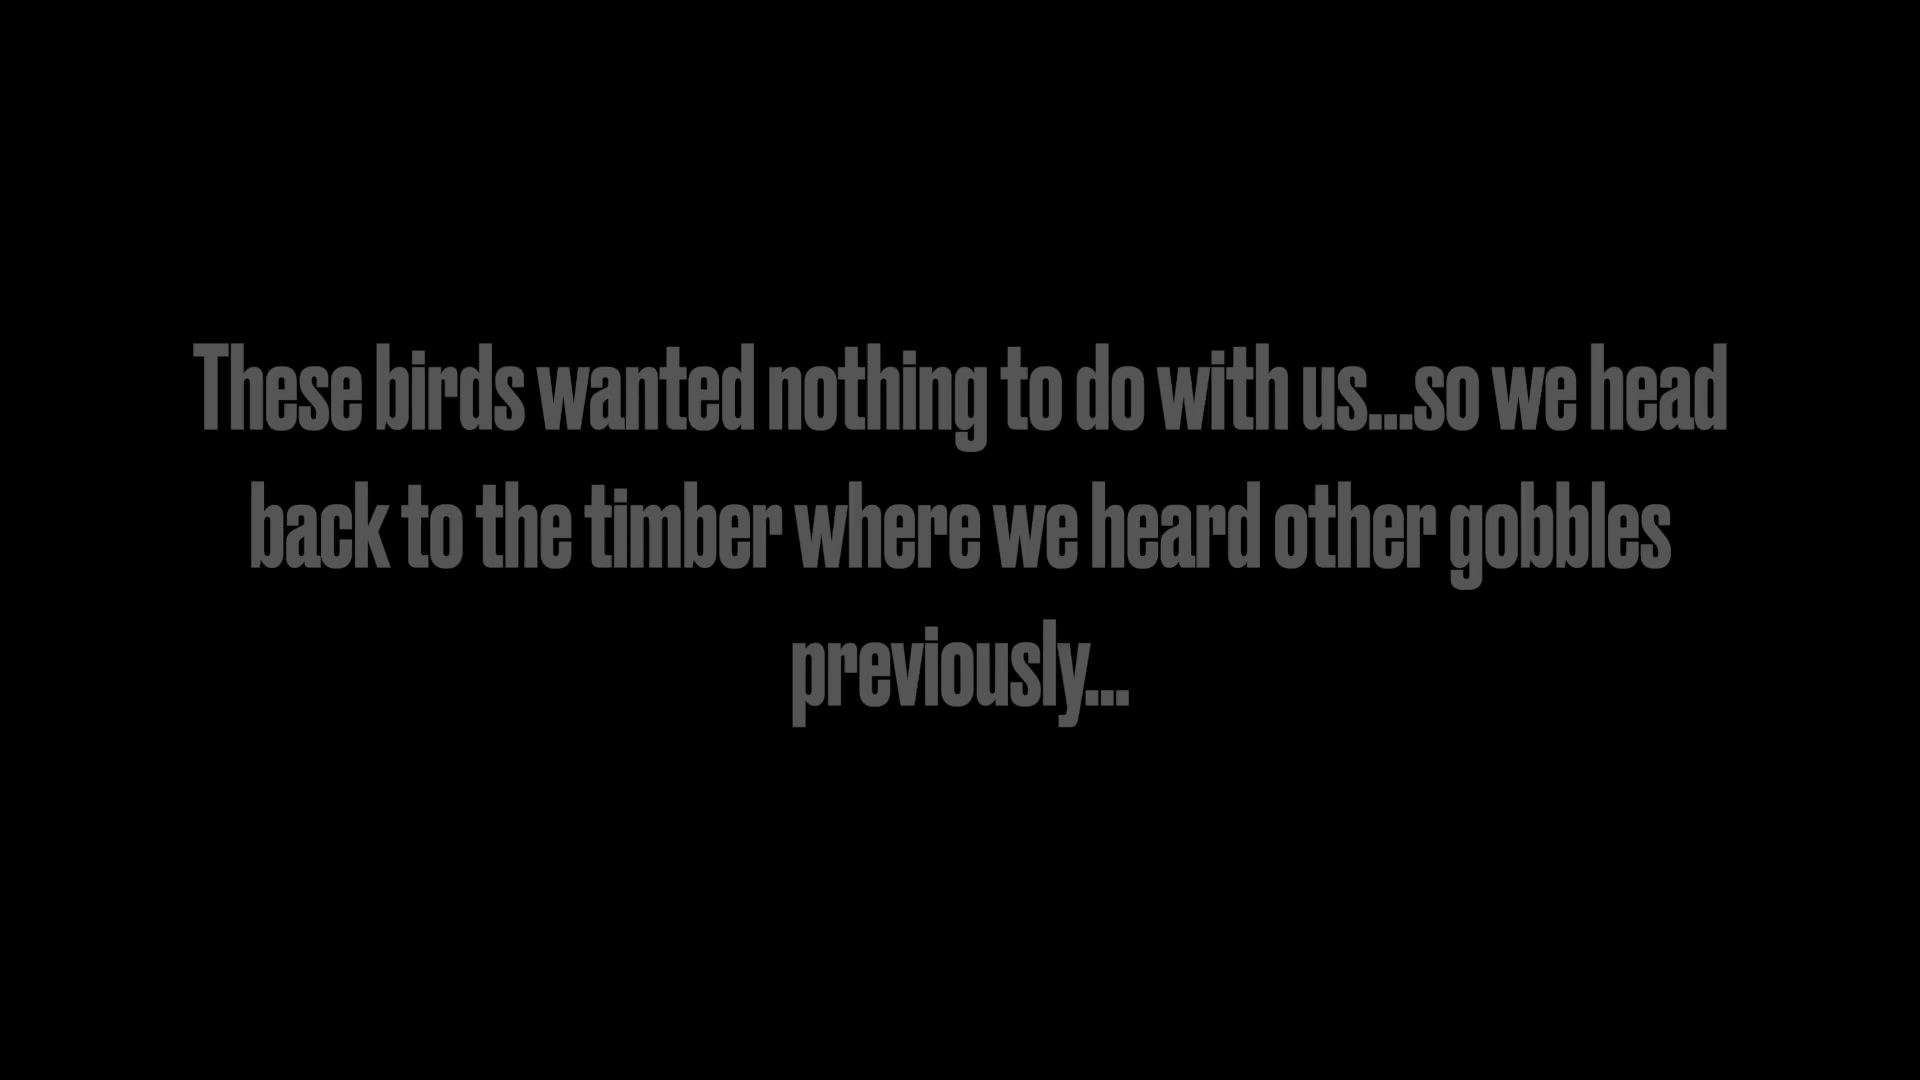 These birds wanted nothing to do with us...so we head
back to the timber where we heard other gobbles
previously...